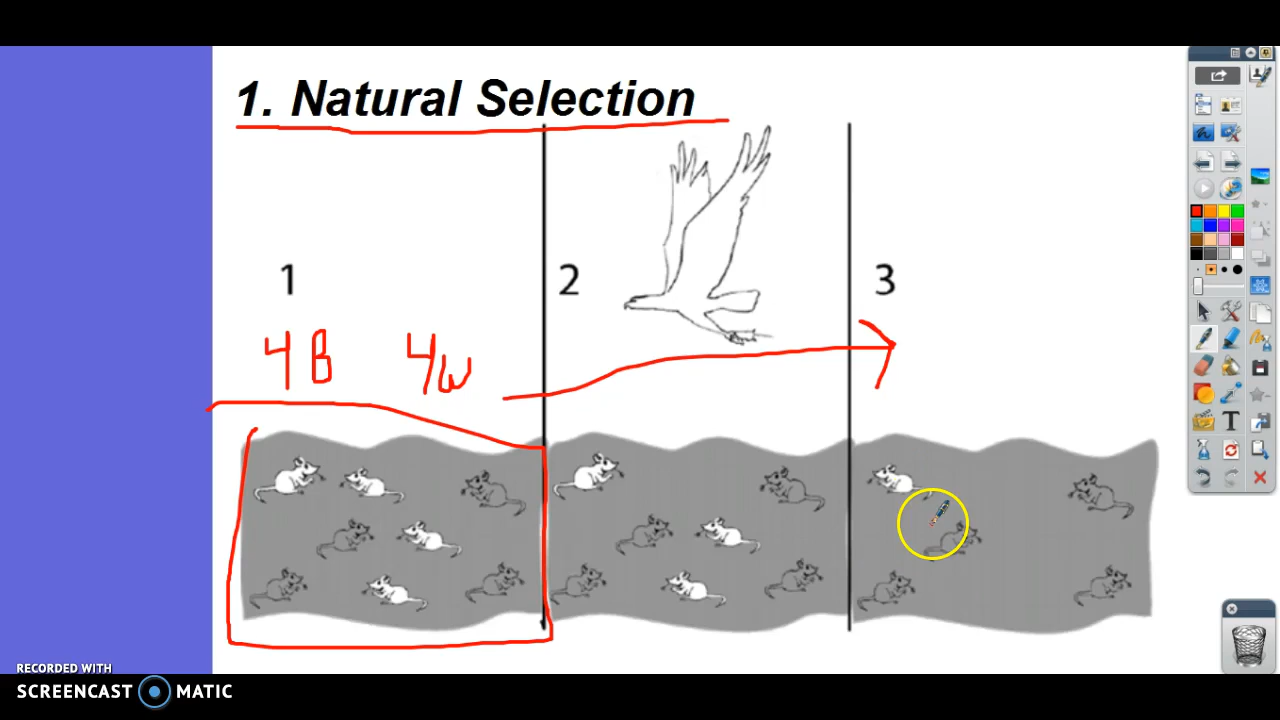 1. Natural Selection
1
2
3
4B 4w
RECORDED WITH
SCREENCAST MATIC